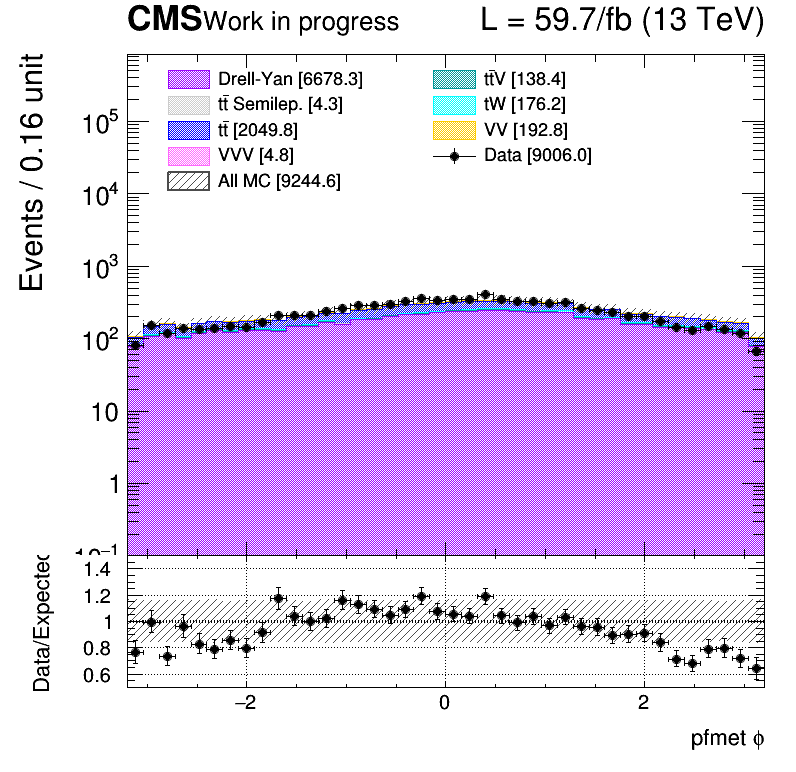 CMS Work in progress L = 59.7/fb (13 TeV)
Events / 0.16 unit
Drell-Yan [6678.3]
tt̄ Semilep. [4.3]
tt̄ [2049.8]
VVV [4.8]
All MC [9244.6]
tt̄V [138.4]
tW [176.2]
VV [192.8]
Data [9006.0]
10⁵
10⁴
10³
10²
10
1
10⁻¹
Data/Expected
1.4
1.2
1
0.8
0.6
−2 0 2
pfmet ϕ